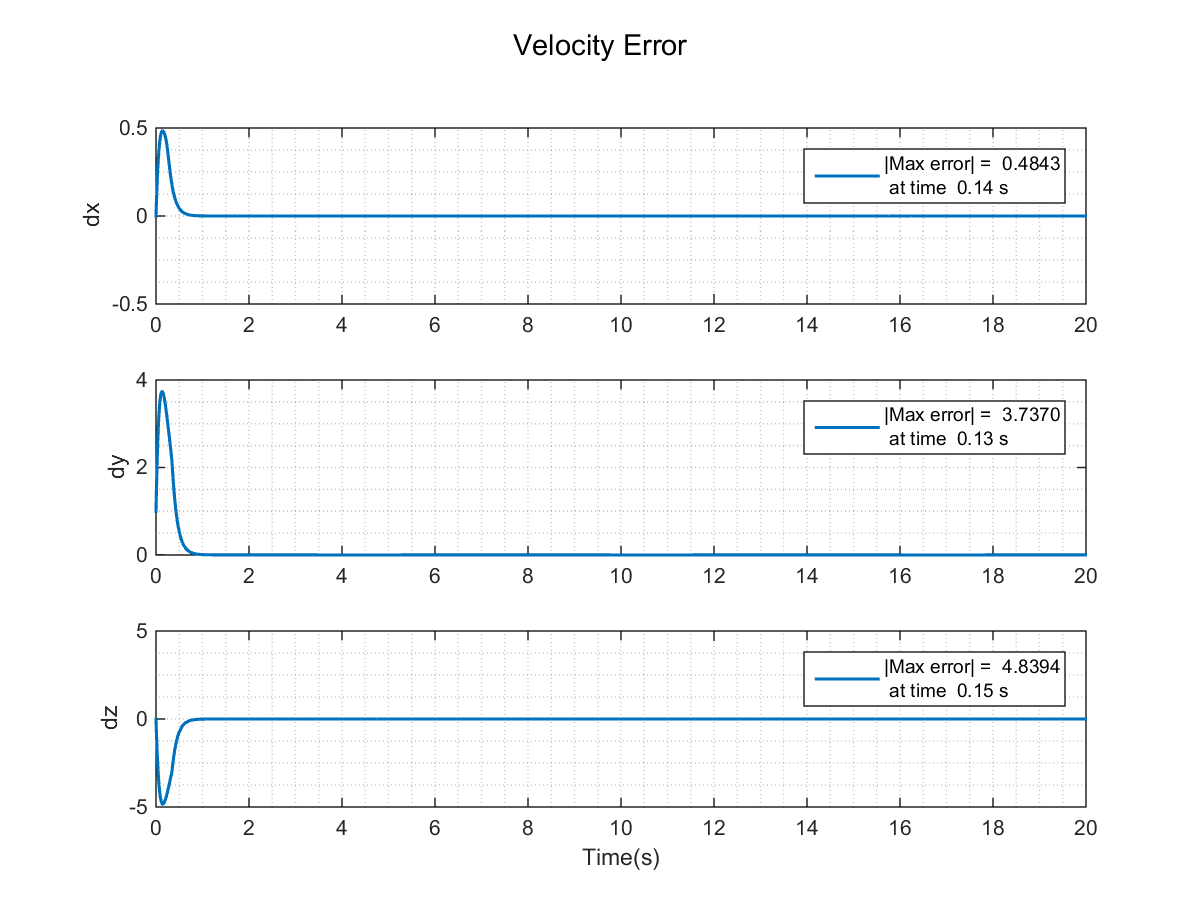 Velocity Error
0.5
0
-0.5
dx
|Max error| = 0.4843
at time 0.14 s
0 2 4 6 8 10 12 14 16 18 20
4
2
0
dy
|Max error| = 3.7370
at time 0.13 s
0 2 4 6 8 10 12 14 16 18 20
5
0
-5
dz
|Max error| = 4.8394
at time 0.15 s
0 2 4 6 8 10 12 14 16 18 20
Time(s)